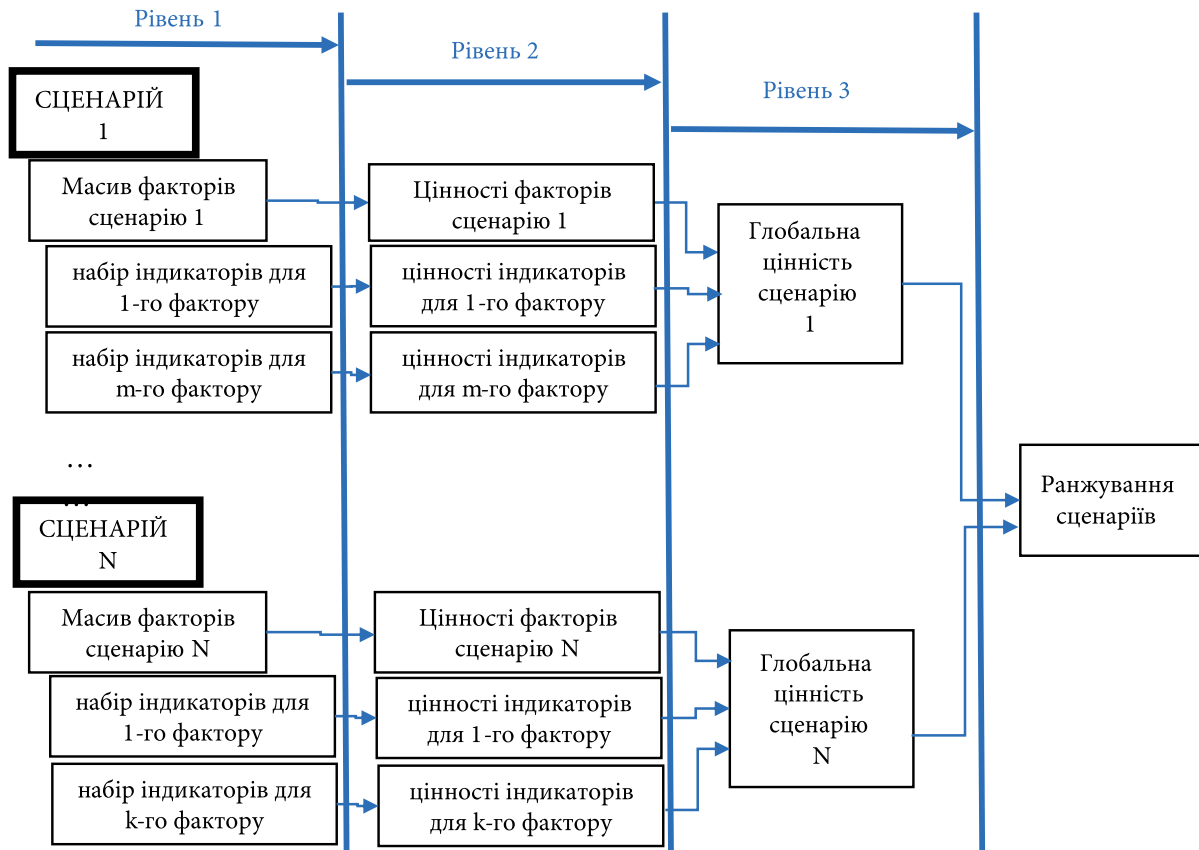 Рівень 1
Рівень 2
Рівень 3
СЦЕНАРІЙ
1
Масив факторів
сценарію 1
набір індикаторів для
1-го фактору
набір індикаторів для
m-го фактору
Цінності факторів
сценарію 1
цінності індикаторів
для 1-го фактору
цінності індикаторів
для m-го фактору
Глобальна
цінність
сценарію
1
…
…
СЦЕНАРІЙ
N
Масив факторів
сценарію N
набір індикаторів для
1-го фактору
набір індикаторів для
k-го фактору
Цінності факторів
сценарію N
цінності індикаторів
для 1-го фактору
цінності індикаторів
для k-го фактору
Глобальна
цінність
сценарію
N
Ранжування
сценаріїв